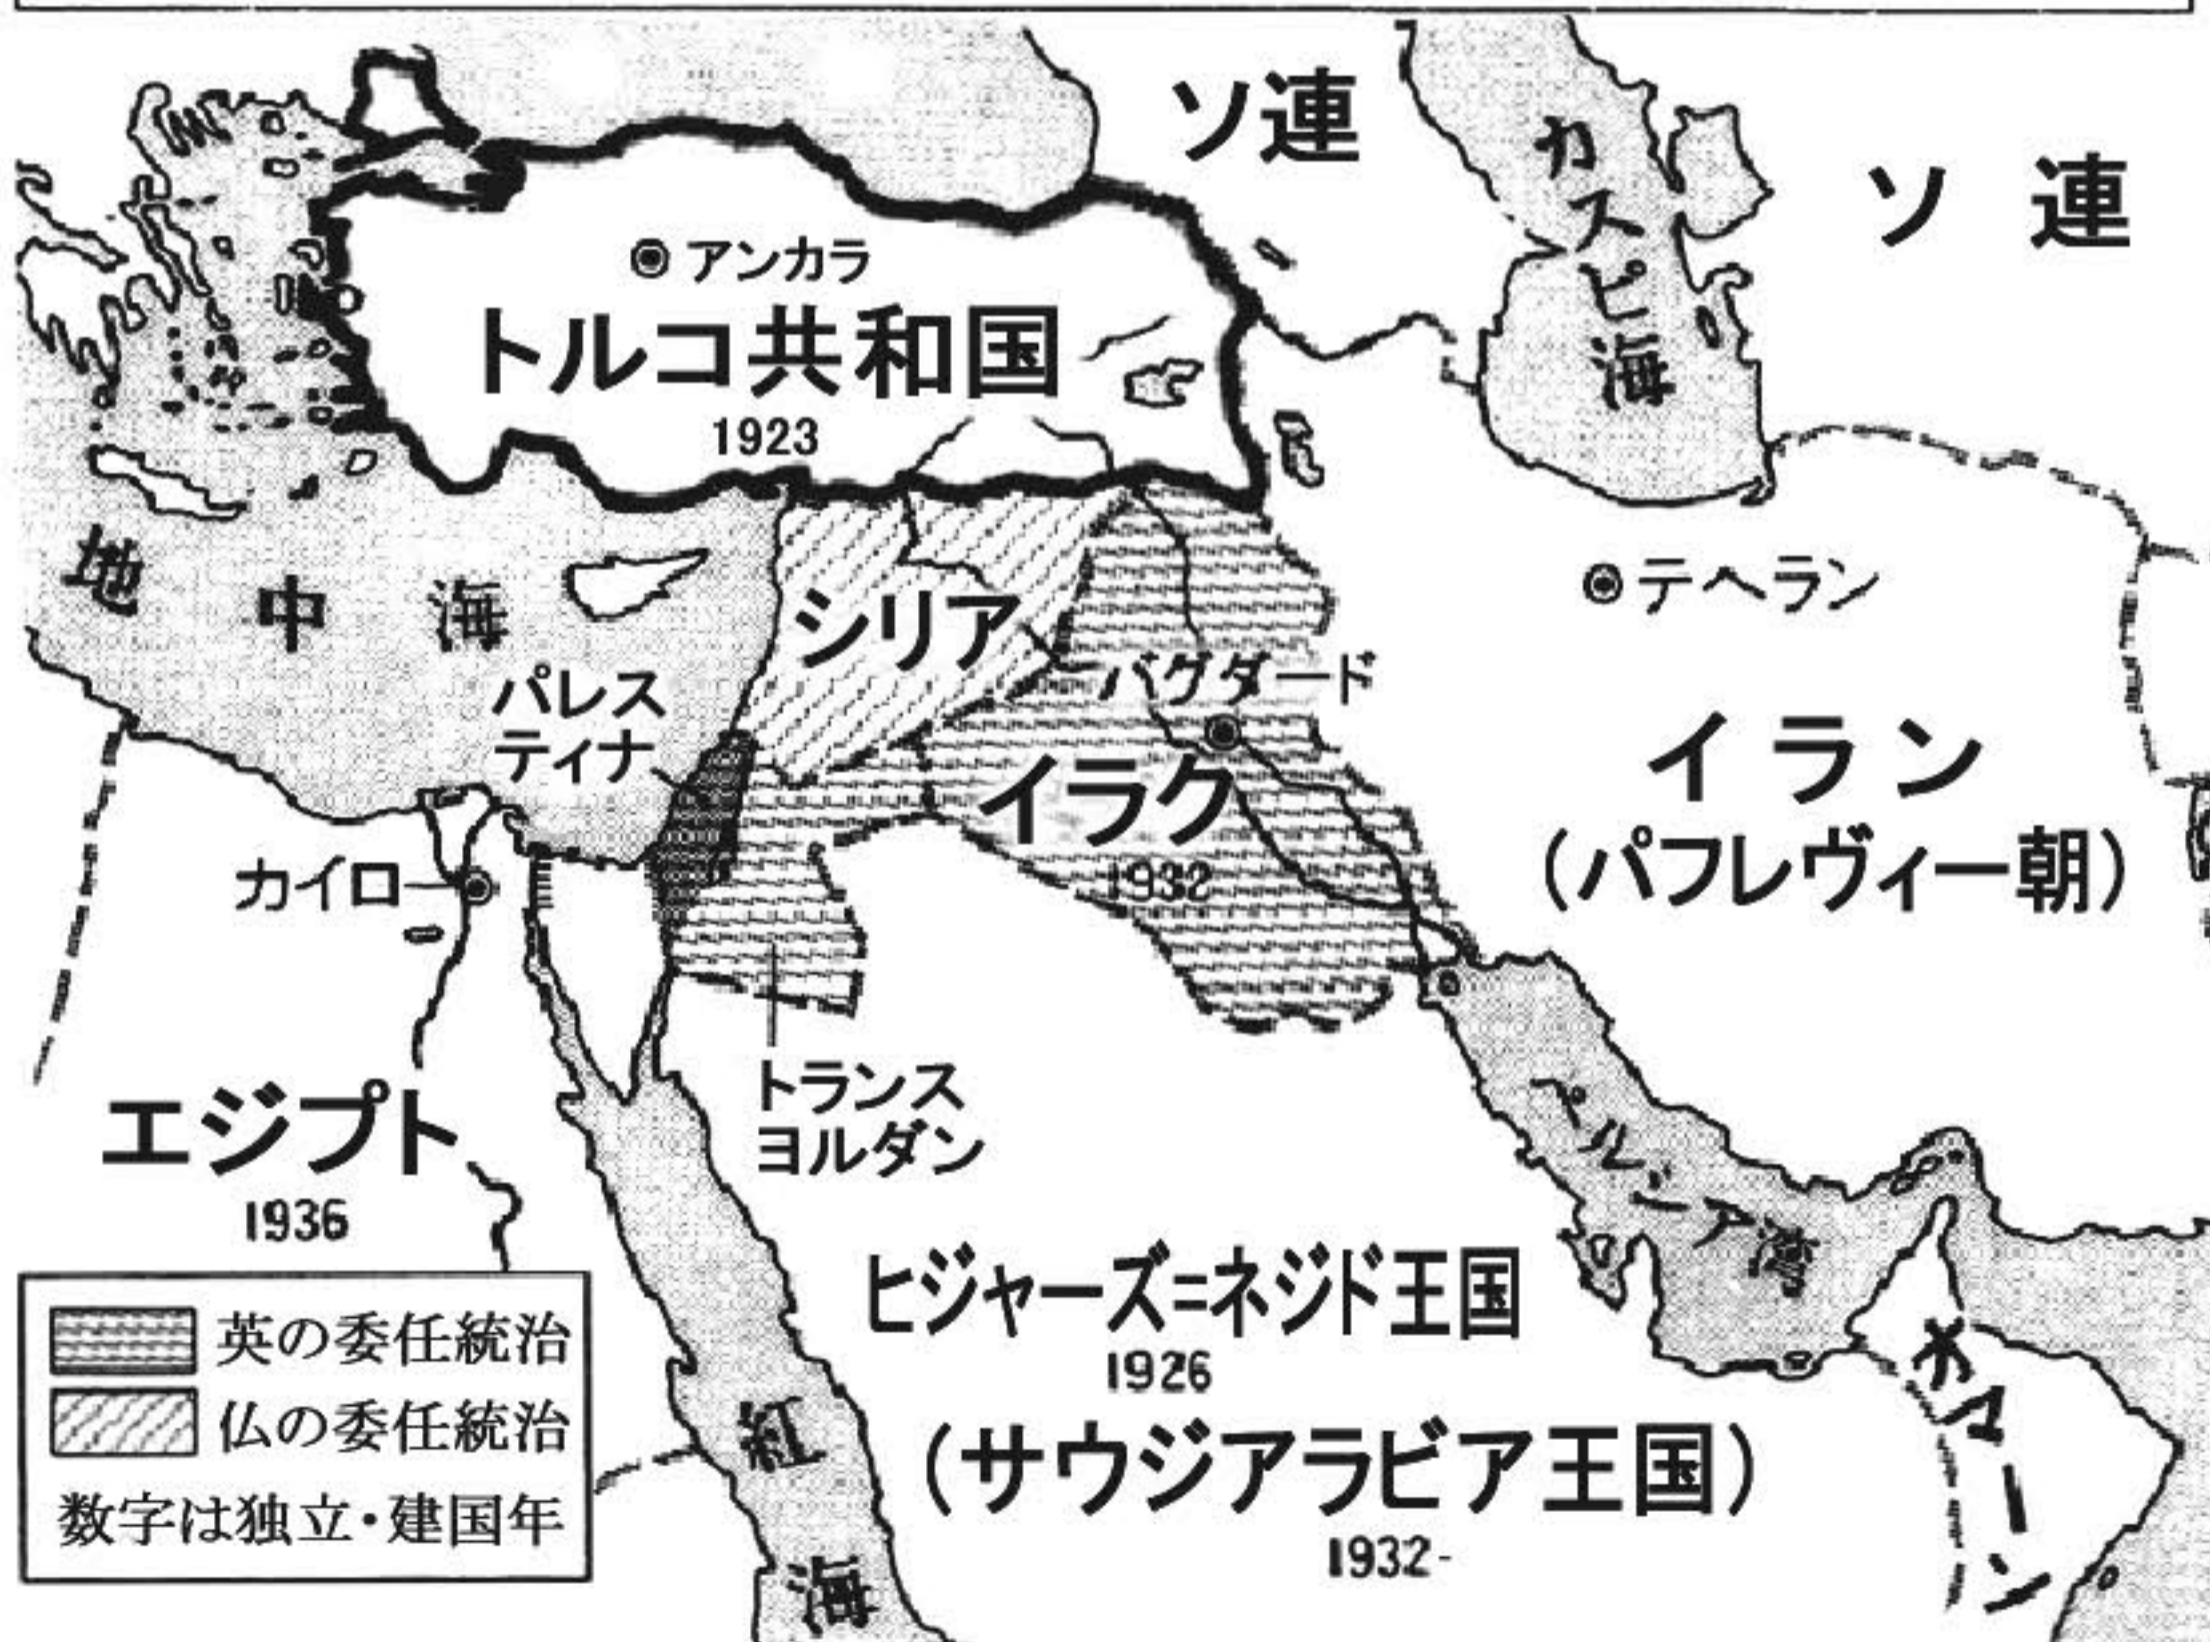 ソ連
カスピ海
ソ連
アンカラ
トルコ共和国
1923
地中海
シリア
テヘラン
バグダード
パレス
ティナ
イラク
1932
イラン
(パフレヴィー朝)
カイロ
エジプト
1936
トランス
ヨルダン
ペルシア湾
ヒジャーズ=ネジド王国
1926
(サウジアラビア王国)
1932-
オマーン
紅海
英の委任統治
仏の委任統治
数字は独立・建国年